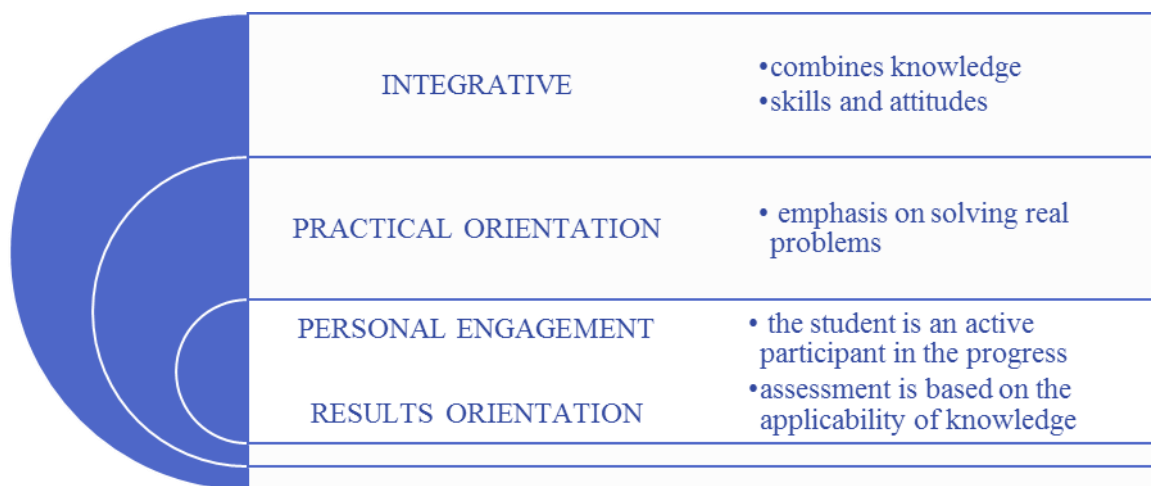 INTEGRATIVE
•combines knowledge
•skills and attitudes
PRACTICAL ORIENTATION
• emphasis on solving real
problems
PERSONAL ENGAGEMENT
• the student is an active
participant in the progress
RESULTS ORIENTATION
•assessment is based on the
applicability of knowledge